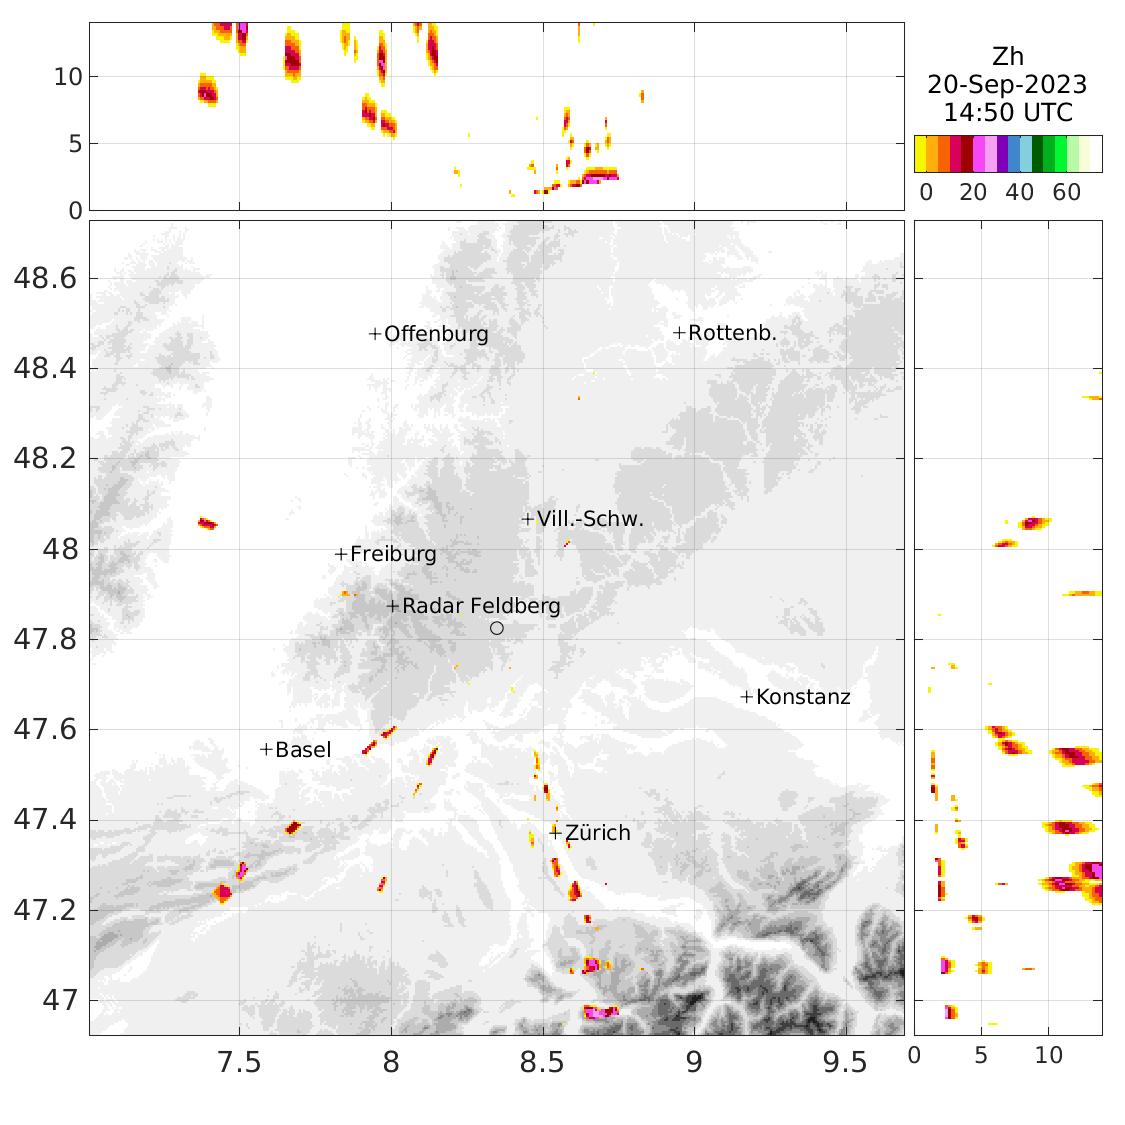 Zh
20-Sep-2023
14:50 UTC
0 20 40 60
10
5
0
48.6
48.4
48.2
48
47.8
47.6
47.4
47.2
47
Offenburg
Rottenb.
Vill.-Schw.
Freiburg
Radar Feldberg
Konstanz
Basel
Zürich
7.5 8 8.5 9 9.5
0 5 10